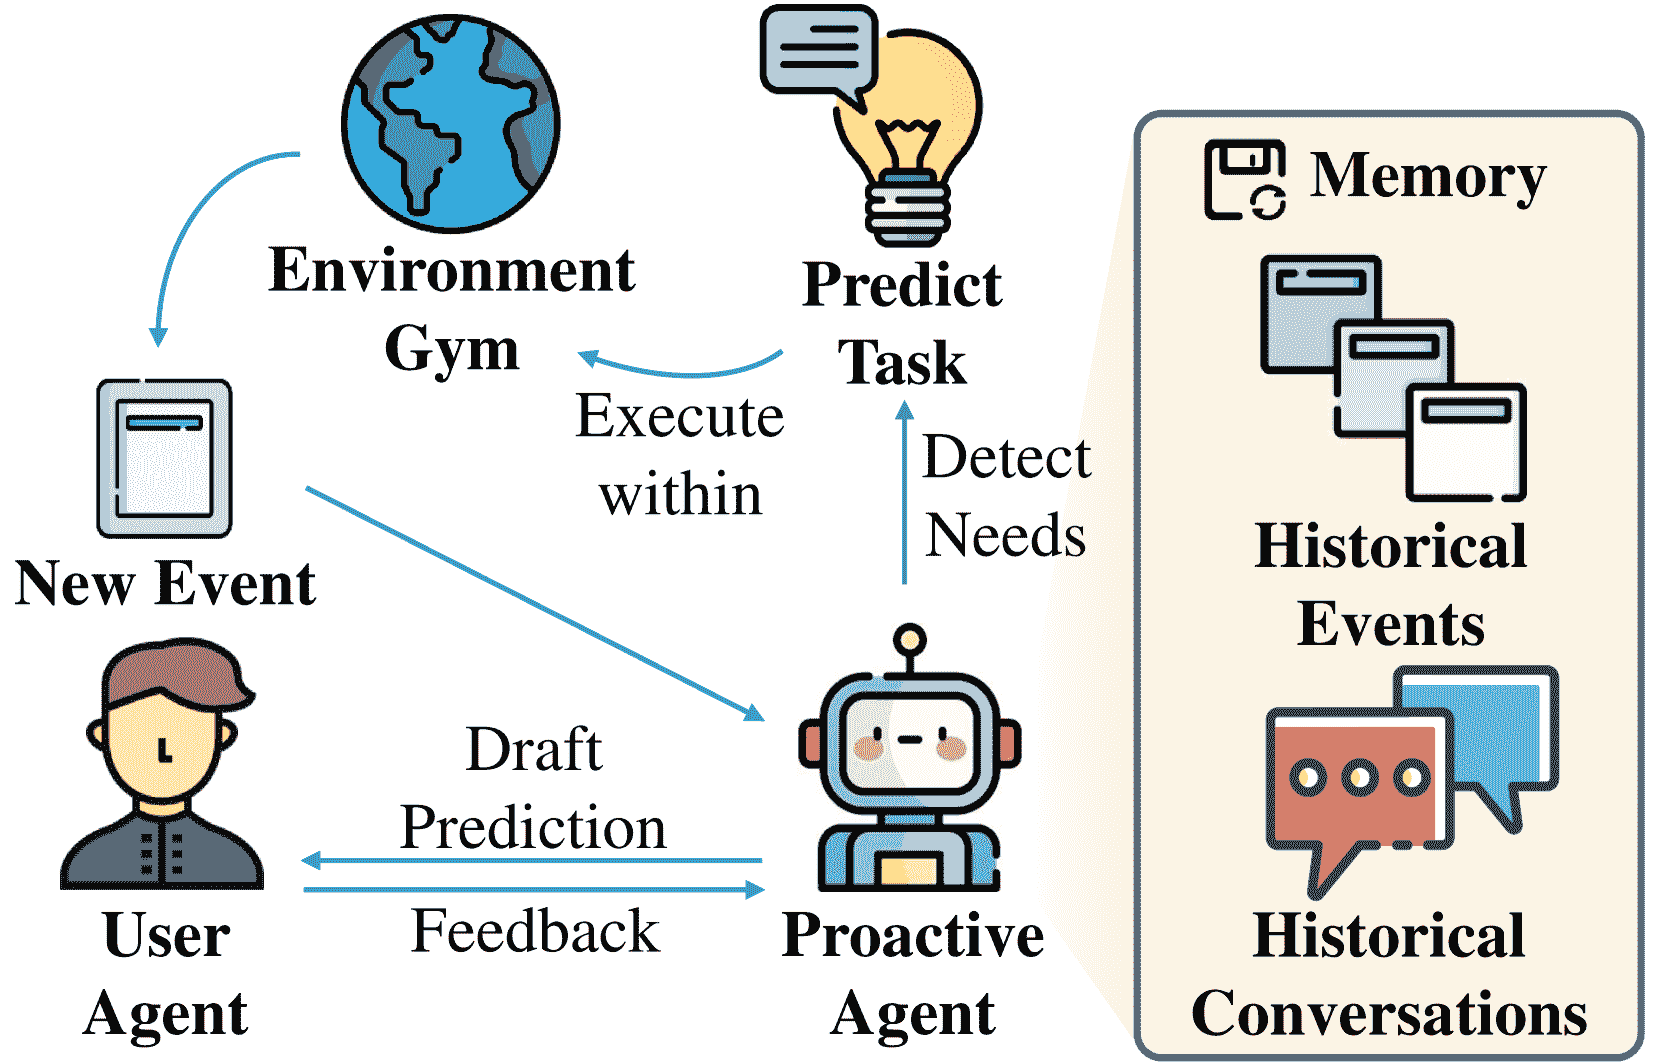 Environment
Gym
Predict
Task
Execute
within
Detect
Needs
New Event
Draft
Prediction
Feedback
User
Agent
Proactive
Agent
Memory
Historical
Events
Historical
Conversations